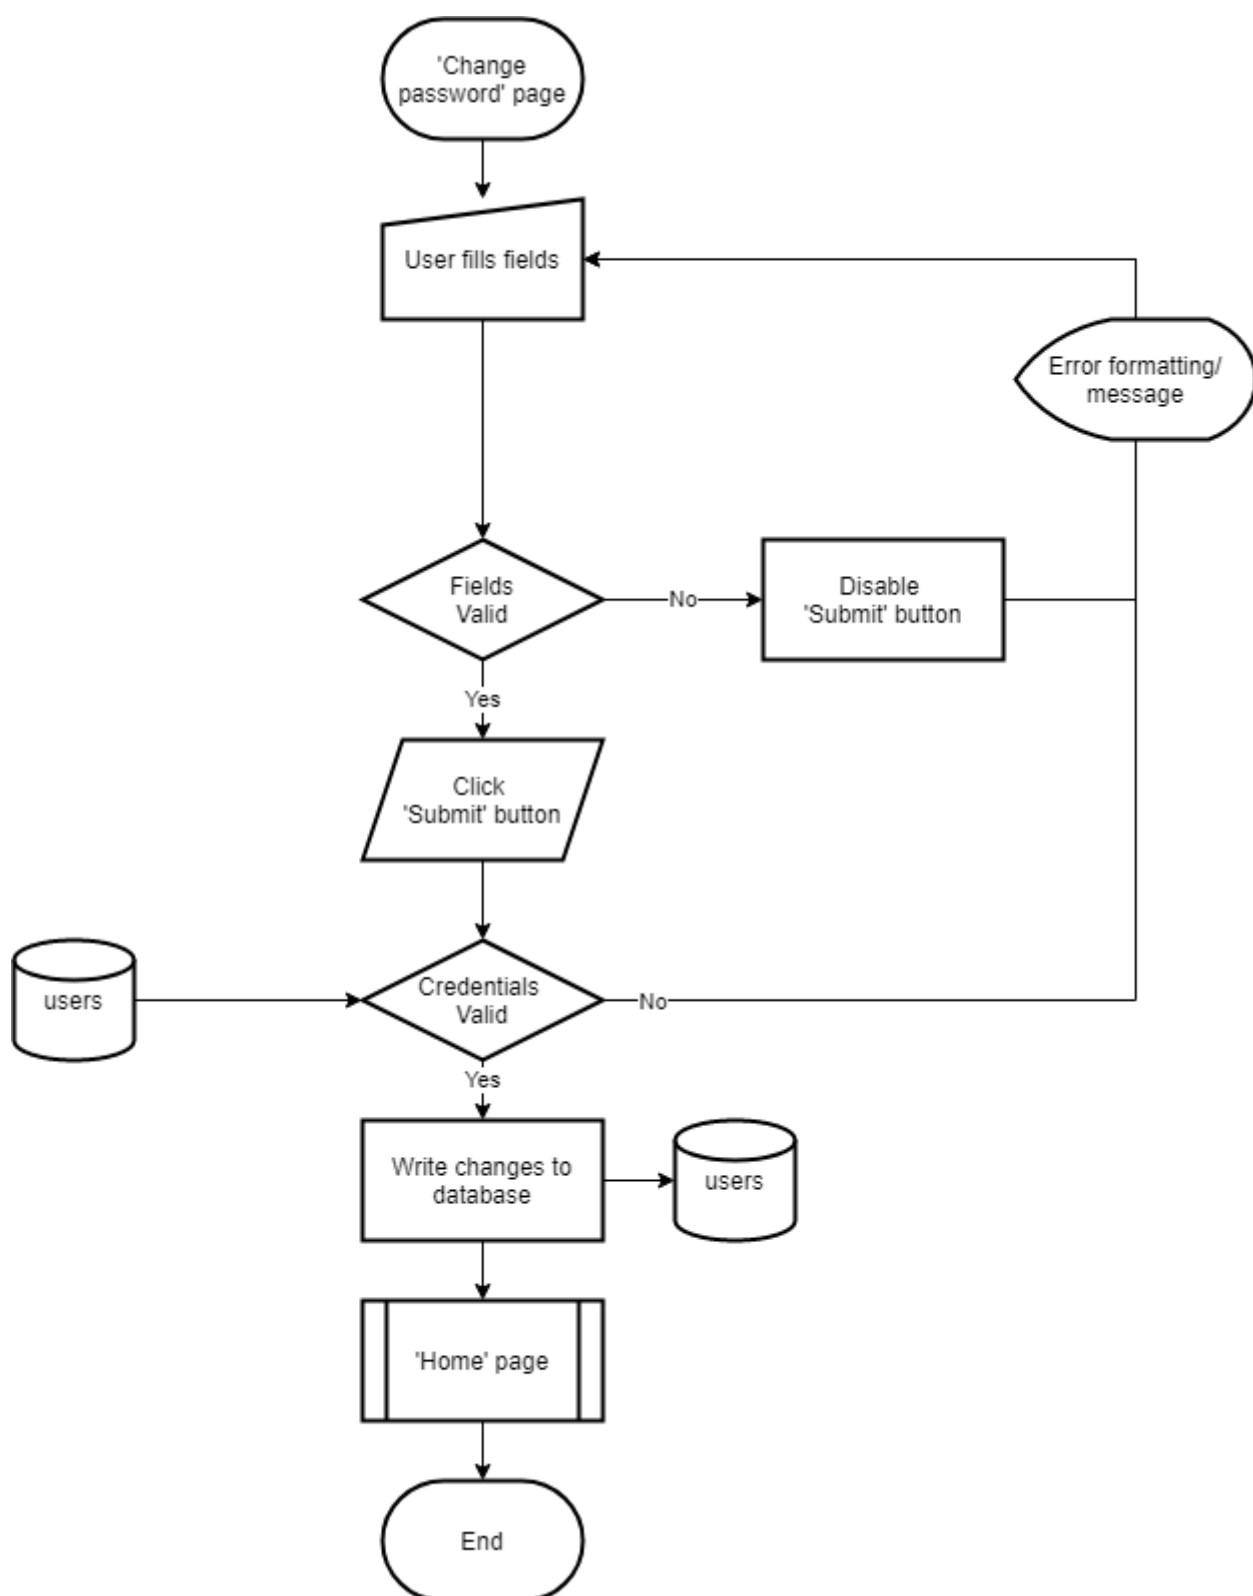 'Change
password' page
User fills fields
Error formatting/
message
Fields
Valid
No
Disable
'Submit' button
Yes
Click
'Submit' button
users
Credentials
Valid
No
Yes
Write changes to
database
users
'Home' page
End